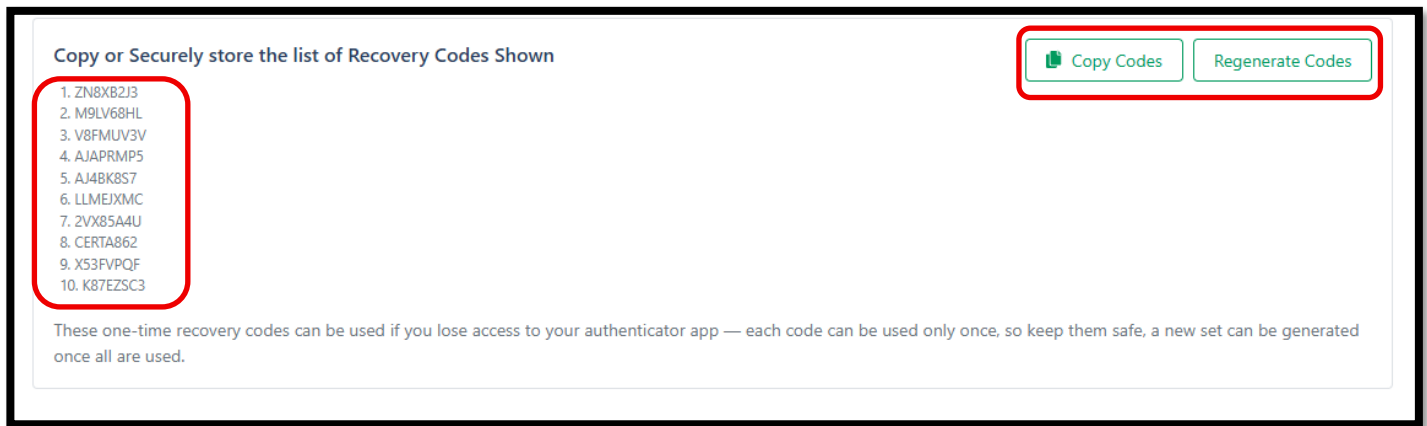 Copy or Securely store the list of Recovery Codes Shown
Copy Codes
Regenerate Codes
1. ZN8XB2J3
2. M9LV68HL
3. V8FMUV3V
4. AJAPRMP5
5. AJ4BK8S7
6. LLMEJXMC
7. 2VX85A4U
8. CERTA862
9. X53FVPQF
10. K87EZSC3
These one-time recovery codes can be used if you lose access to your authenticator app — each code can be used only once, so keep them safe, a new set can be generated
once all are used.